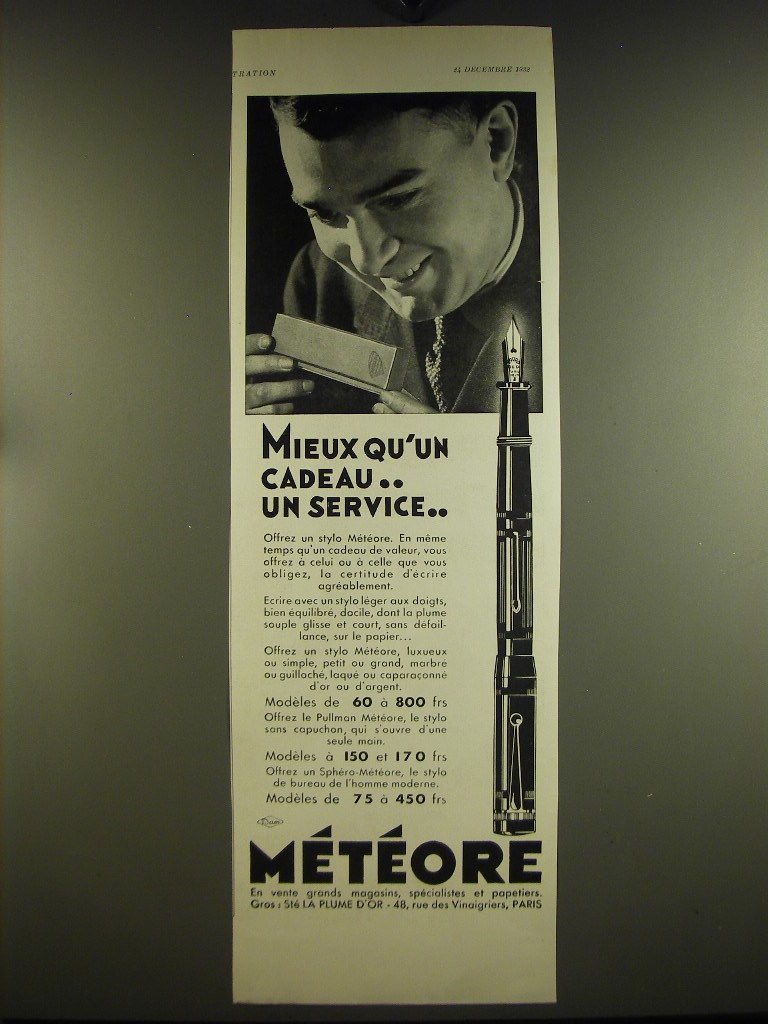 TRATION
24 DECEMBRE 1932
MIEUX QU'UN
CADEAU..
UN SERVICE..
Offrez un stylo Météore. En même
temps qu'un cadeau de valeur, vous
offrez à celui ou à celle que vous
obligez, la certitude d'écrire
agréablement.
Ecrire avec un stylo léger aux doigts,
bien équilibré, docile, dont la plume
souple glisse et court, sans défail-
lance, sur le papier...
Offrez un stylo Météore, luxueux
ou simple, petit ou grand, marbré
ou guilloché, laqué ou caparaçonné
d'or ou d'argent.
Modèles de 60 à 800 frs
Offrez le Pullman Météore, le stylo
sans capuchon, qui s'ouvre d'une
seule main.
Modèles à 150 et 170 frs
Offrez un Sphéro-Météore, le stylo
de bureau de l'homme moderne.
Modèles de 75 à 450 frs
MÉTÉORE
En vente grands magasins, spécialistes et papetiers.
Gros : Sté LA PLUME D'OR - 48, rue des Vinaigriers, PARIS